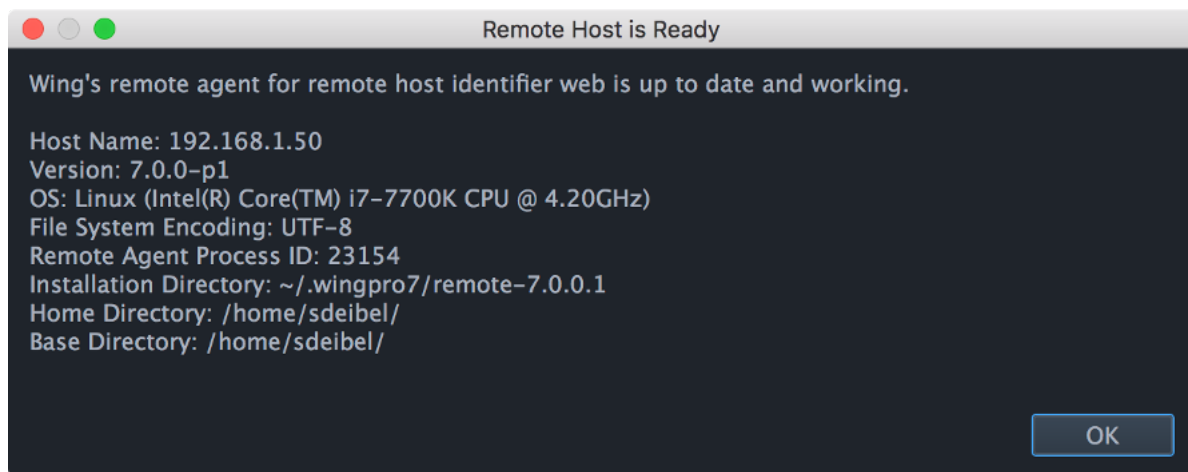 Remote Host is Ready
Wing's remote agent for remote host identifier web is up to date and working.
Host Name: 192.168.1.50
Version: 7.0.0-p1
OS: Linux (Intel(R) Core(TM) i7-7700K CPU @ 4.20GHz)
File System Encoding: UTF-8
Remote Agent Process ID: 23154
Installation Directory: ~/.wingpro7/remote-7.0.0.1
Home Directory: /home/sdeibel/
Base Directory: /home/sdeibel/
OK